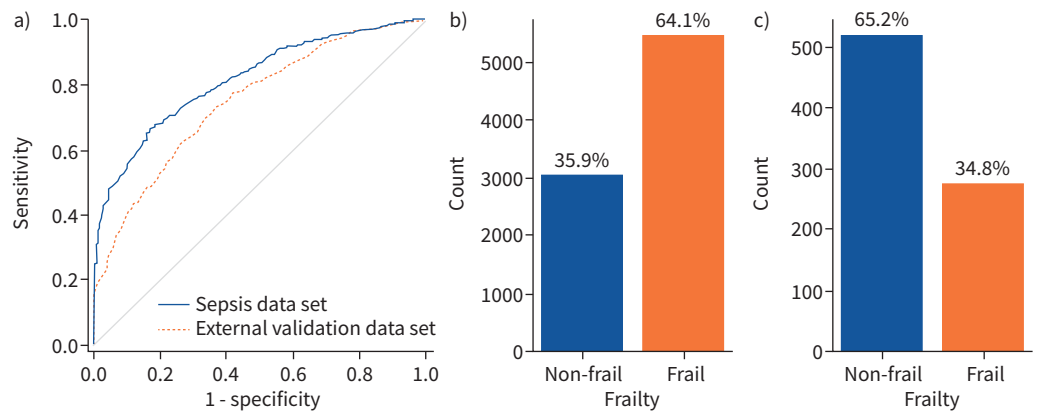 a)
1.0
0.8
0.6
0.4
0.2
0.0
Sensitivity
Sepsis data set
External validation data set
0.0 0.2 0.4 0.6 0.8 1.0
1 - specificity
b)
5000
4000
3000
2000
1000
0
Count
35.9%
64.1%
Non-frail Frail
Frailty
c)
500
400
300
200
100
0
Count
65.2%
34.8%
Non-frail Frail
Frailty